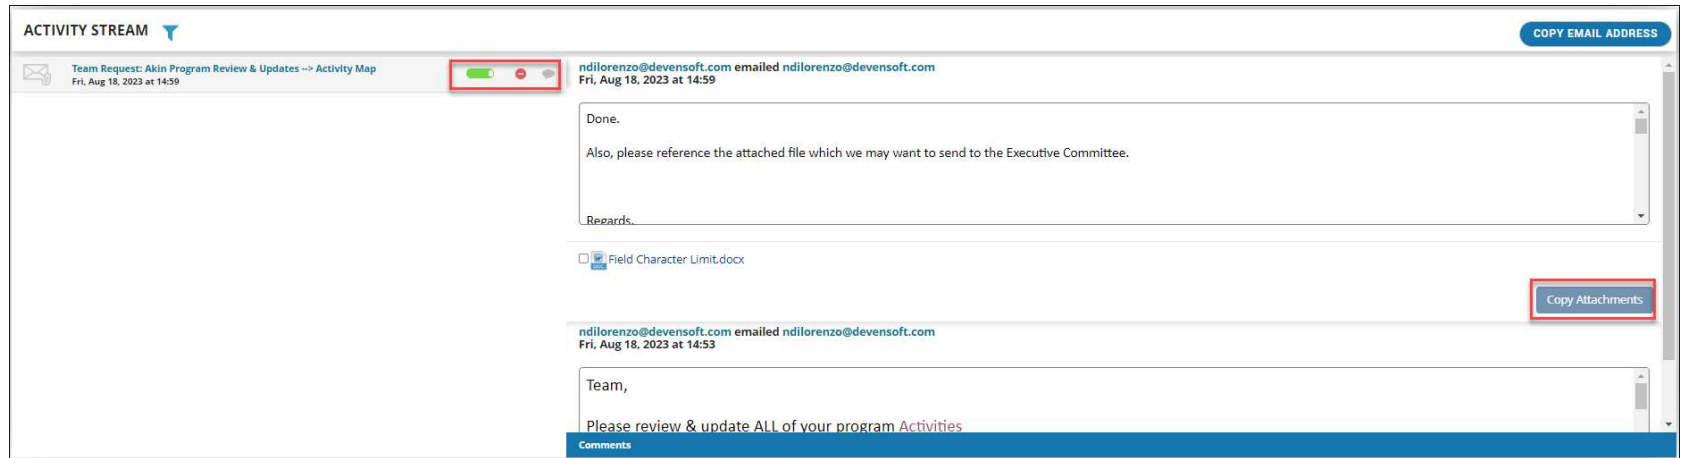 ACTIVITY STREAM
COPY EMAIL ADDRESS
Team Request: Akin Program Review & Updates --> Activity Map
Fri, Aug 18, 2023 at 14:59
ndilorenzo@devensoft.com emailed ndilorenzo@devensoft.com
Fri, Aug 18, 2023 at 14:59
Done.
Also, please reference the attached file which we may want to send to the Executive Committee.
Regards,
Field Character Limit.docx
Copy Attachments
ndilorenzo@devensoft.com emailed ndilorenzo@devensoft.com
Fri, Aug 18, 2023 at 14:53
Team,
Please review & update ALL of your program Activities
Comments